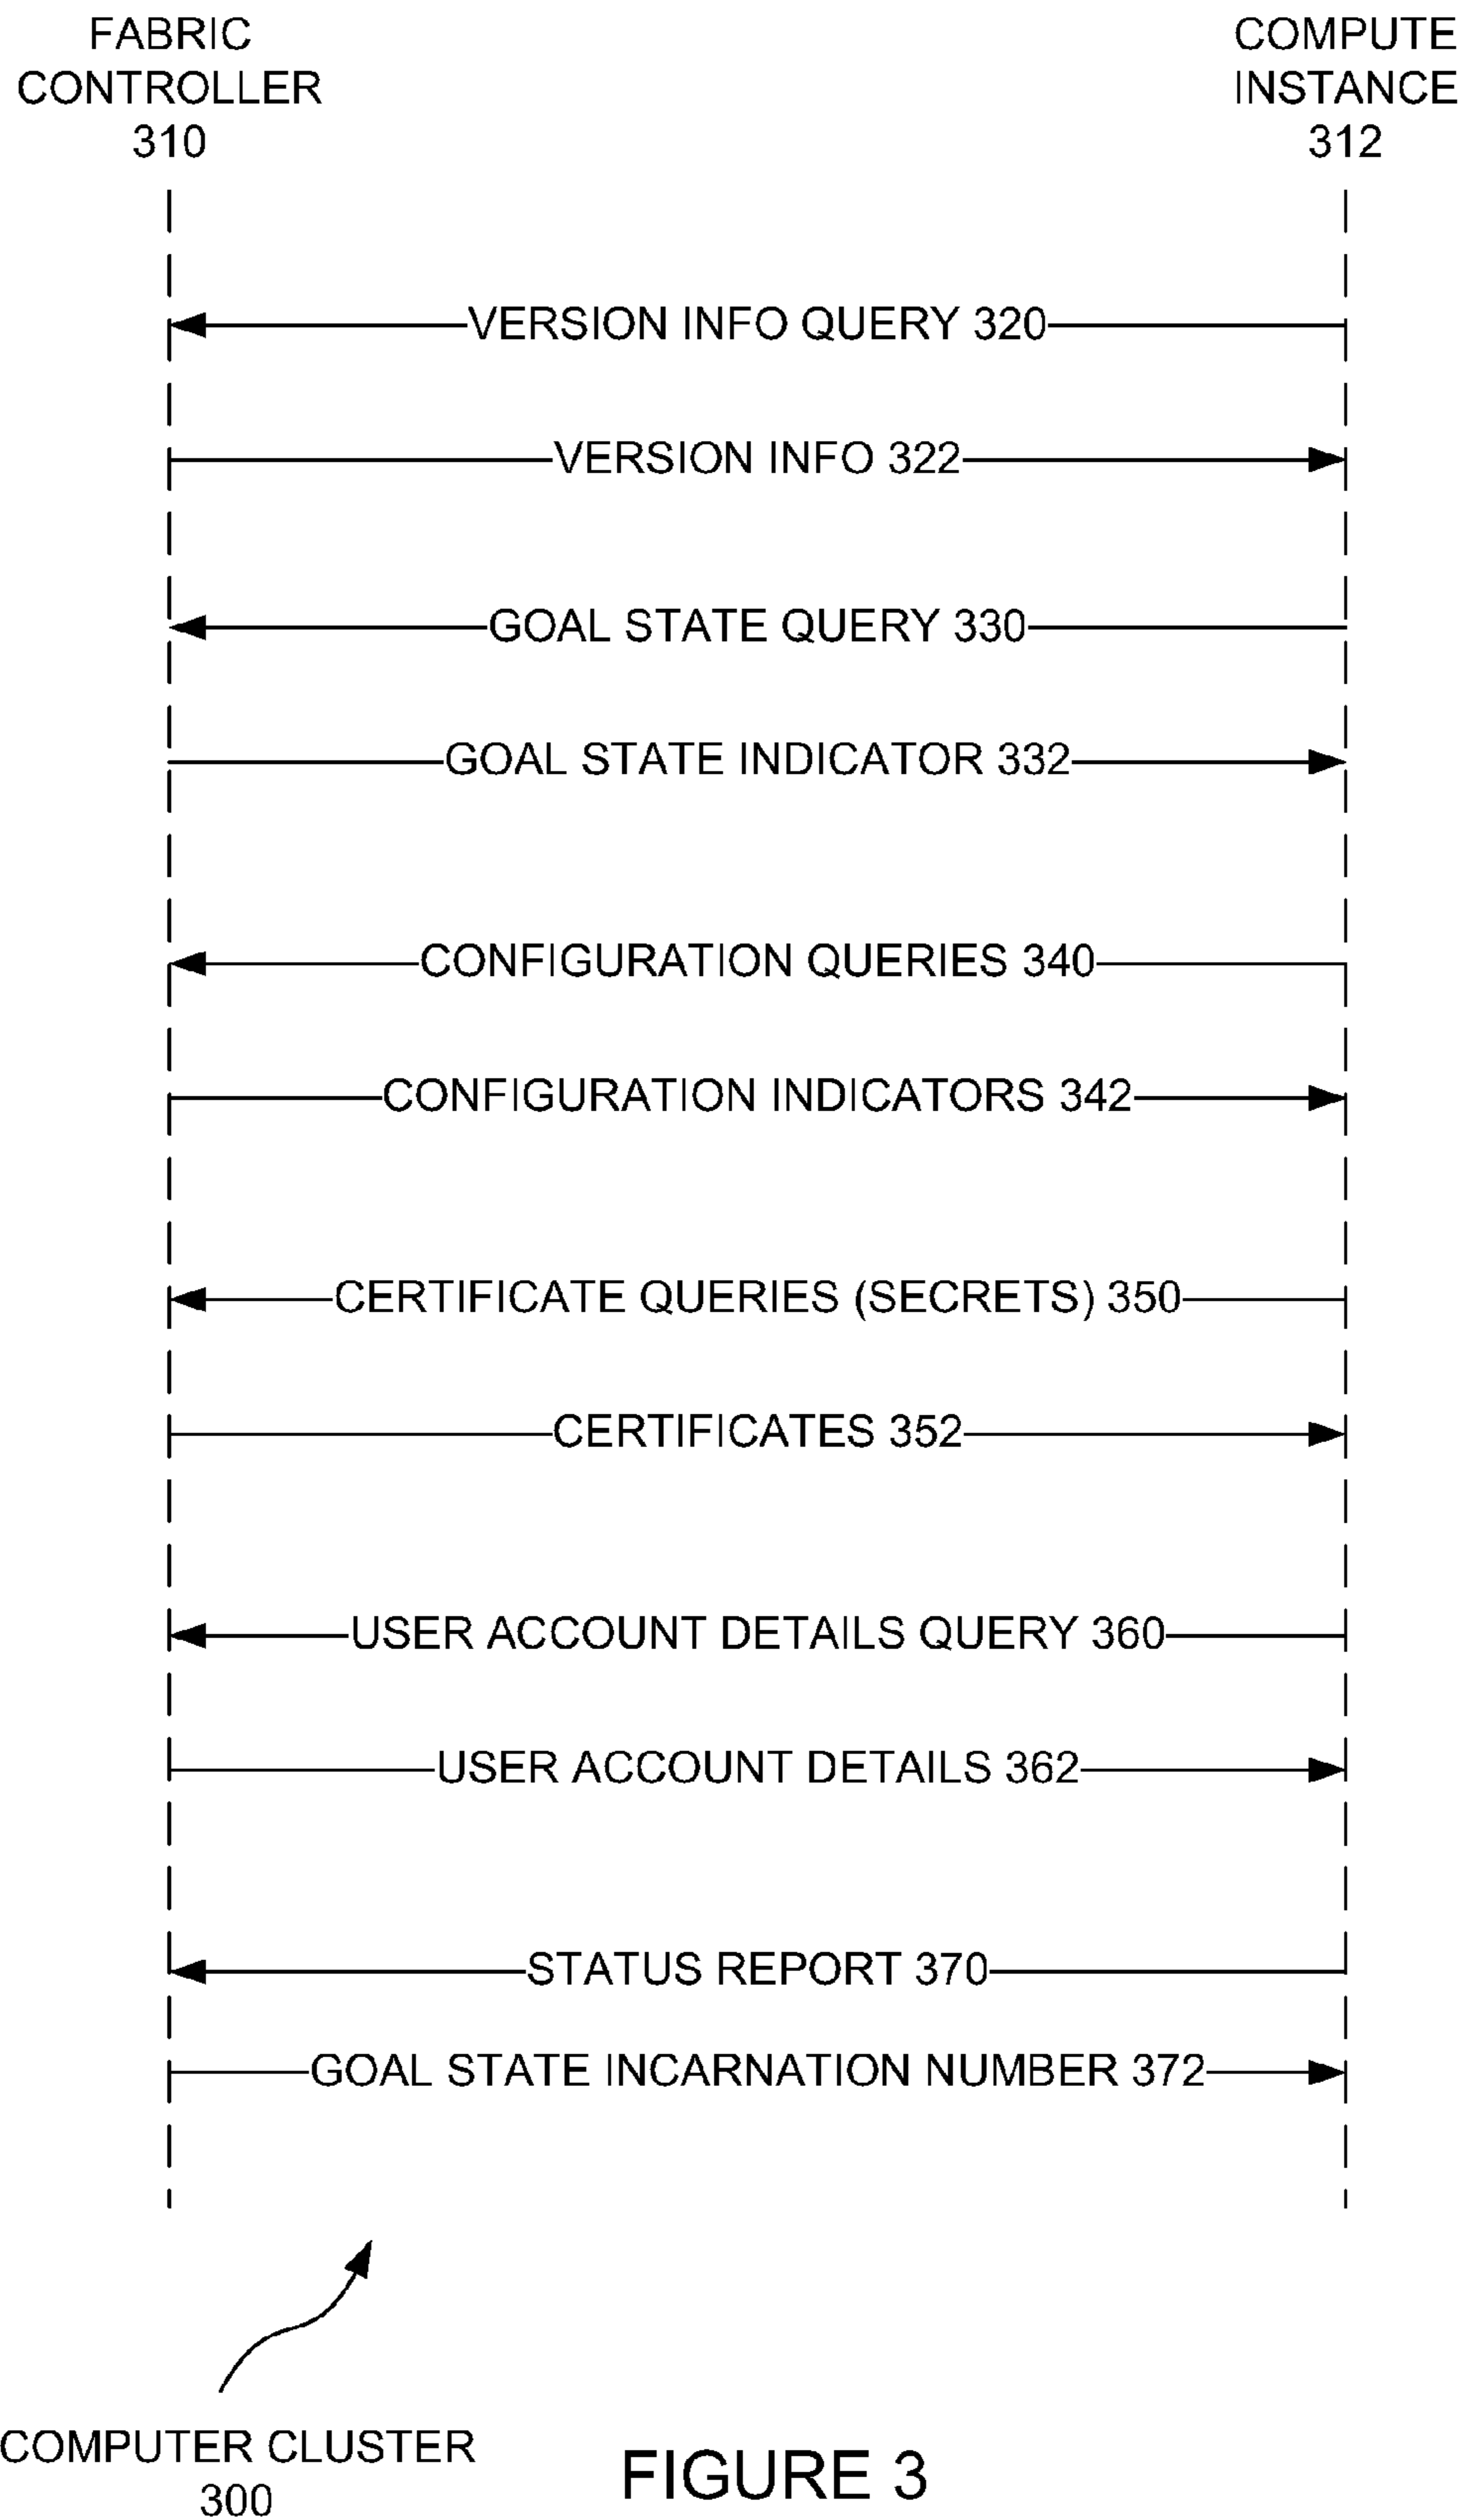 FABRIC
CONTROLLER
310
COMPUTE
INSTANCE
312
VERSION INFO QUERY 320
VERSION INFO 322
GOAL STATE QUERY 330
GOAL STATE INDICATOR 332
CONFIGURATION QUERIES 340
CONFIGURATION INDICATORS 342
CERTIFICATE QUERIES (SECRETS) 350
CERTIFICATES 352
USER ACCOUNT DETAILS QUERY 360
USER ACCOUNT DETAILS 362
STATUS REPORT 370
GOAL STATE INCARNATION NUMBER 372
COMPUTER CLUSTER
300
FIGURE 3